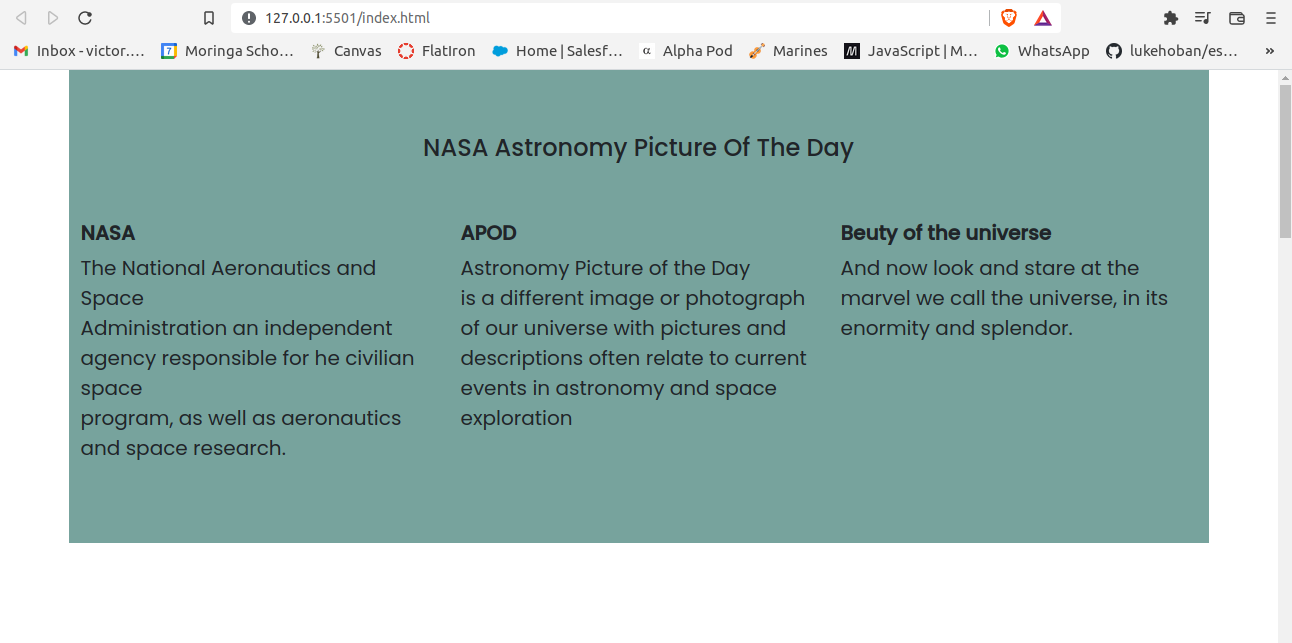 127.0.0.1:5501/index.html
Inbox - victor.... 7 Moringa Scho... Canvas FlatIron Home | Salesf... α Alpha Pod Marines M JavaScript | M... WhatsApp lukehoban/es... »
NASA Astronomy Picture Of The Day
NASA
The National Aeronautics and
Space
Administration an independent
agency responsible for he civilian
space
program, as well as aeronautics
and space research.
APOD
Astronomy Picture of the Day
is a different image or photograph
of our universe with pictures and
descriptions often relate to current
events in astronomy and space
exploration
Beuty of the universe
And now look and stare at the
marvel we call the universe, in its
enormity and splendor.